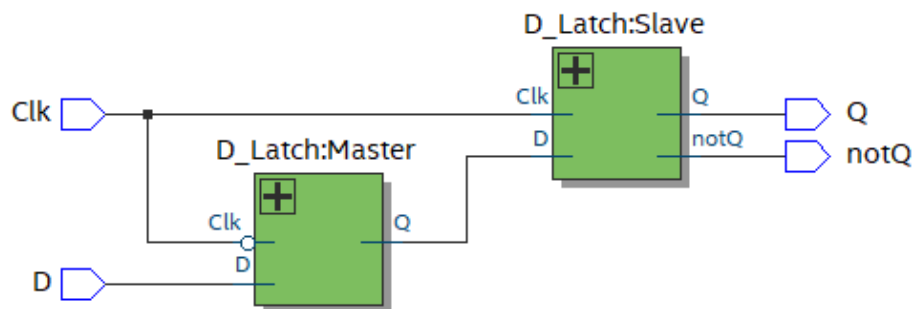 D_Latch:Slave
Clk
Clk
Q
Q
D
notQ
notQ
D_Latch:Master
Clk
Q
D
D